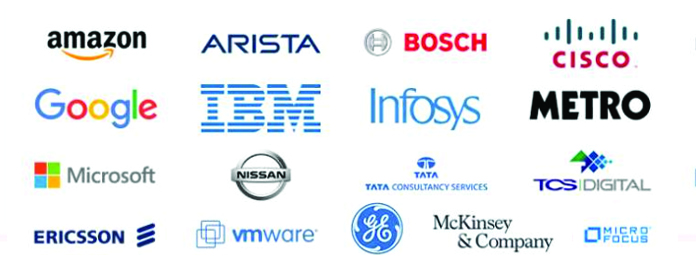 amazon
ARISTA
BOSCH
CISCO
Google
IBM
Infosys
METRO
Microsoft
NISSAN
TATA
TATA CONSULTANCY SERVICES
TCS|DIGITAL
ERICSSON
vmware
GE
McKinsey
& Company
MICRO
FOCUS